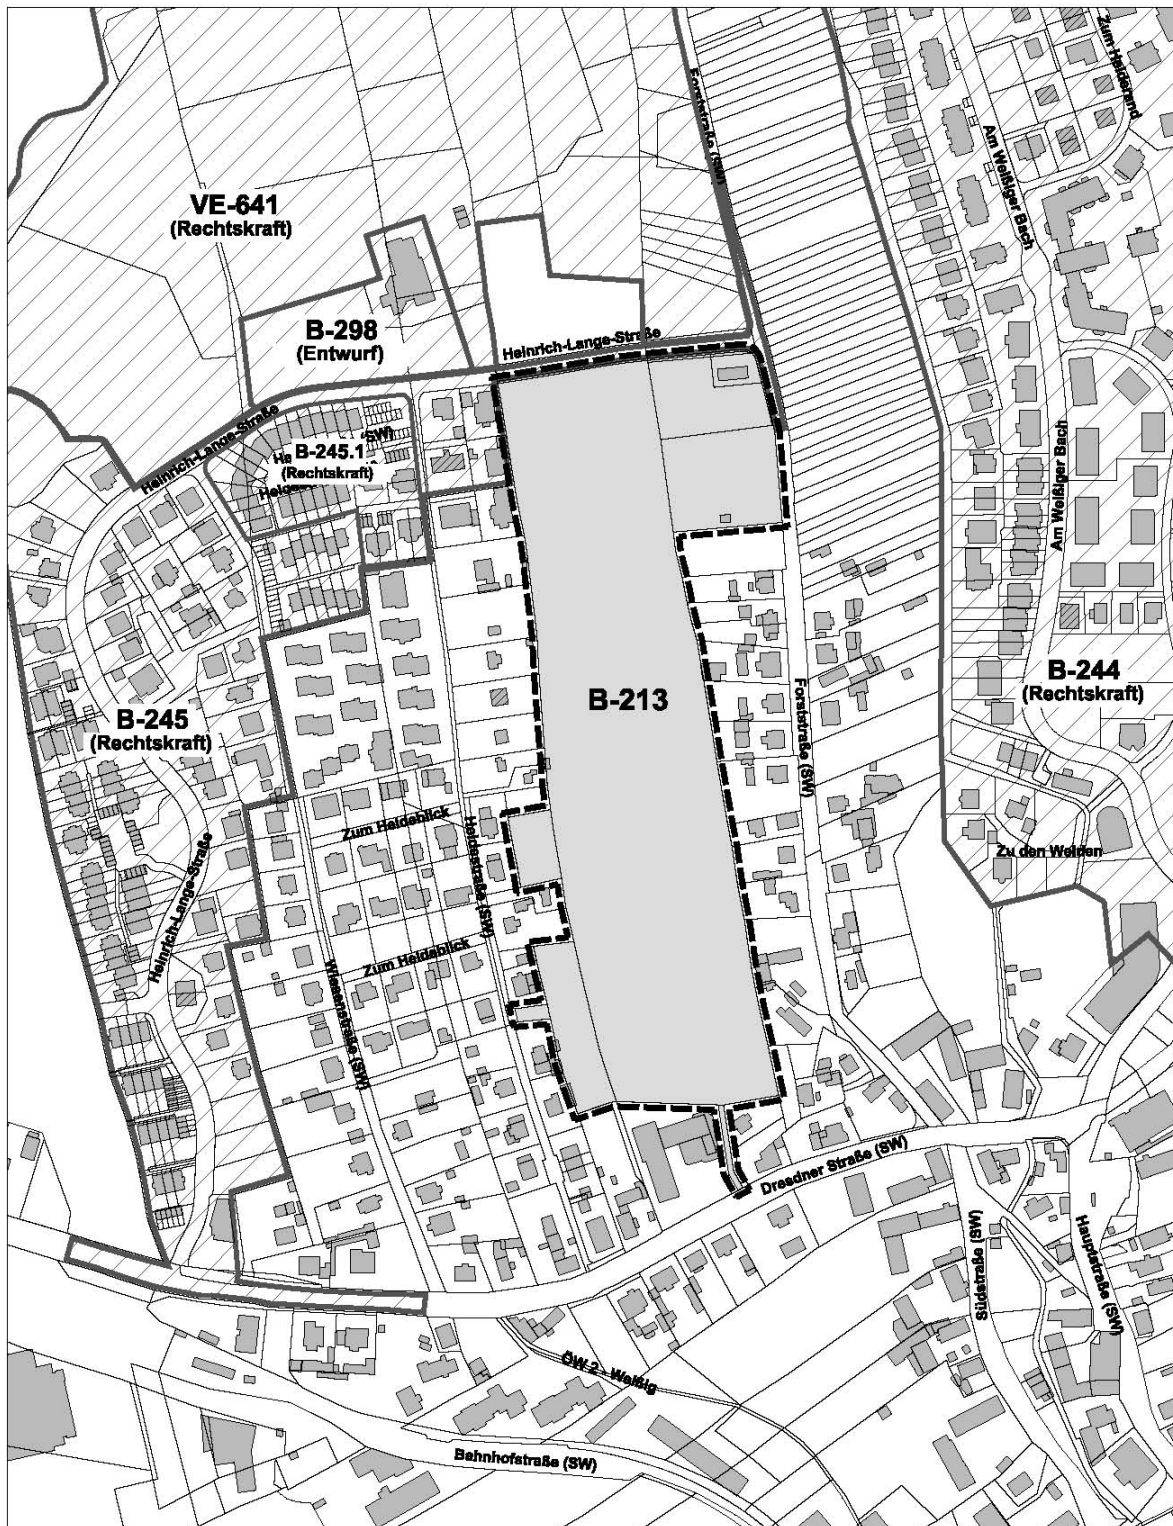 Zum Heiderand
Forststraße (SW)
Am Weißiger Bach
VE-641
(Rechtskraft)
B-298
(Entwurf)
Heinrich-Lange-Straße
Heinrich-Lange-Straße
B-245.1
(Rechtskraft)
Am Weißiger Bach
B-213
B-244
(Rechtskraft)
B-245
(Rechtskraft)
Forststraße (SW)
Zum Heideblick
Heidestraße (SW)
Zu den Weiden
Heinrich-Lange-Straße
Zum Heideblick
Wiesenstraße (SW)
Dresdner Straße (SW)
Südstraße (SW)
Hauptstraße (SW)
ÖW 2 - Weißig
Bahnhofstraße (SW)